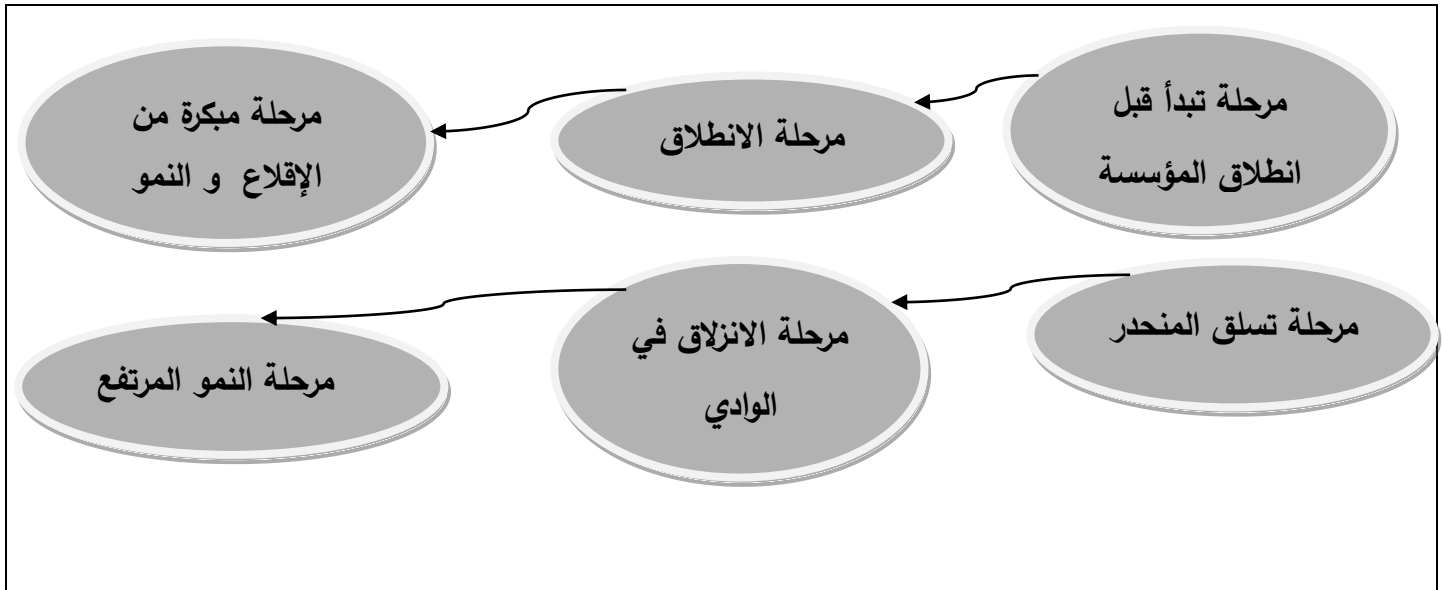 مرحلة تبدأ قبل
انطلاق المؤسسة
مرحلة الانطلاق
مرحلة مبكرة من
الإقلاع و النمو
مرحلة تسلق المنحدر
مرحلة الانزلاق في
الوادي
مرحلة النمو المرتفع